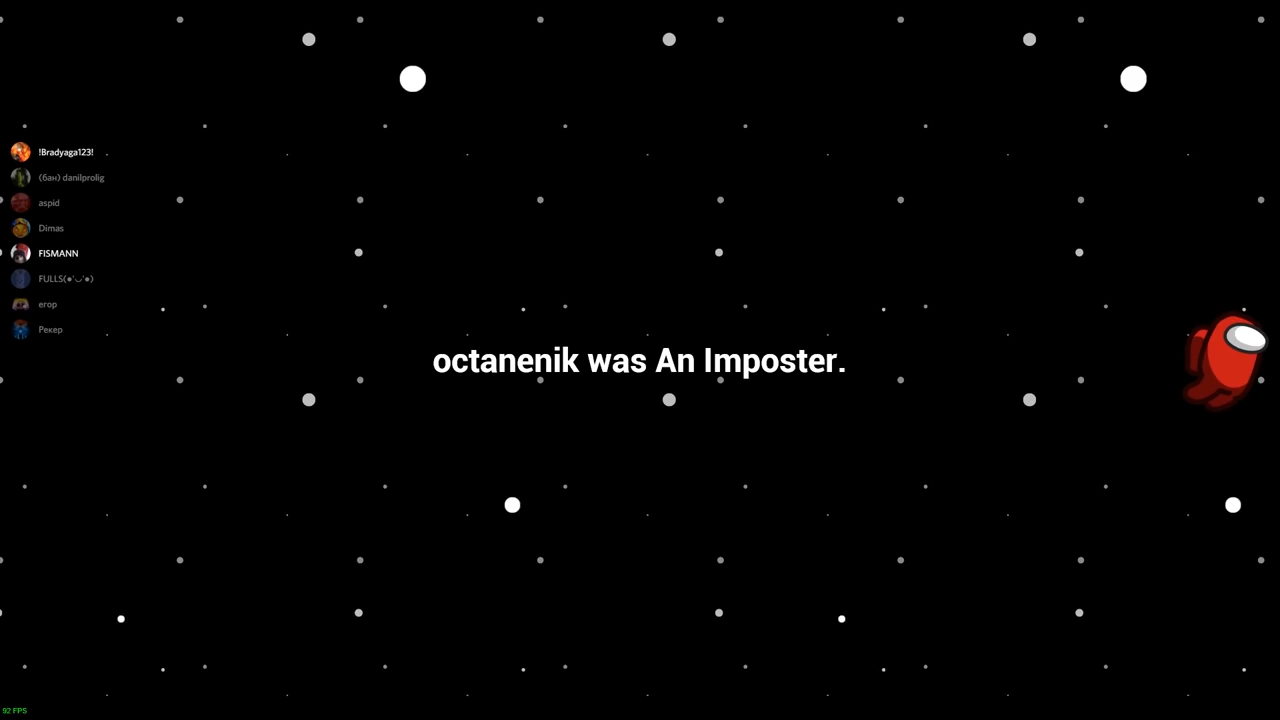 !Bradyaga123!
(бан) danilprolig
aspid
Dimas
FISMANN
FULLS(●'◡'●)
егор
Рекер
octanenik was An Imposter.
92 FPS